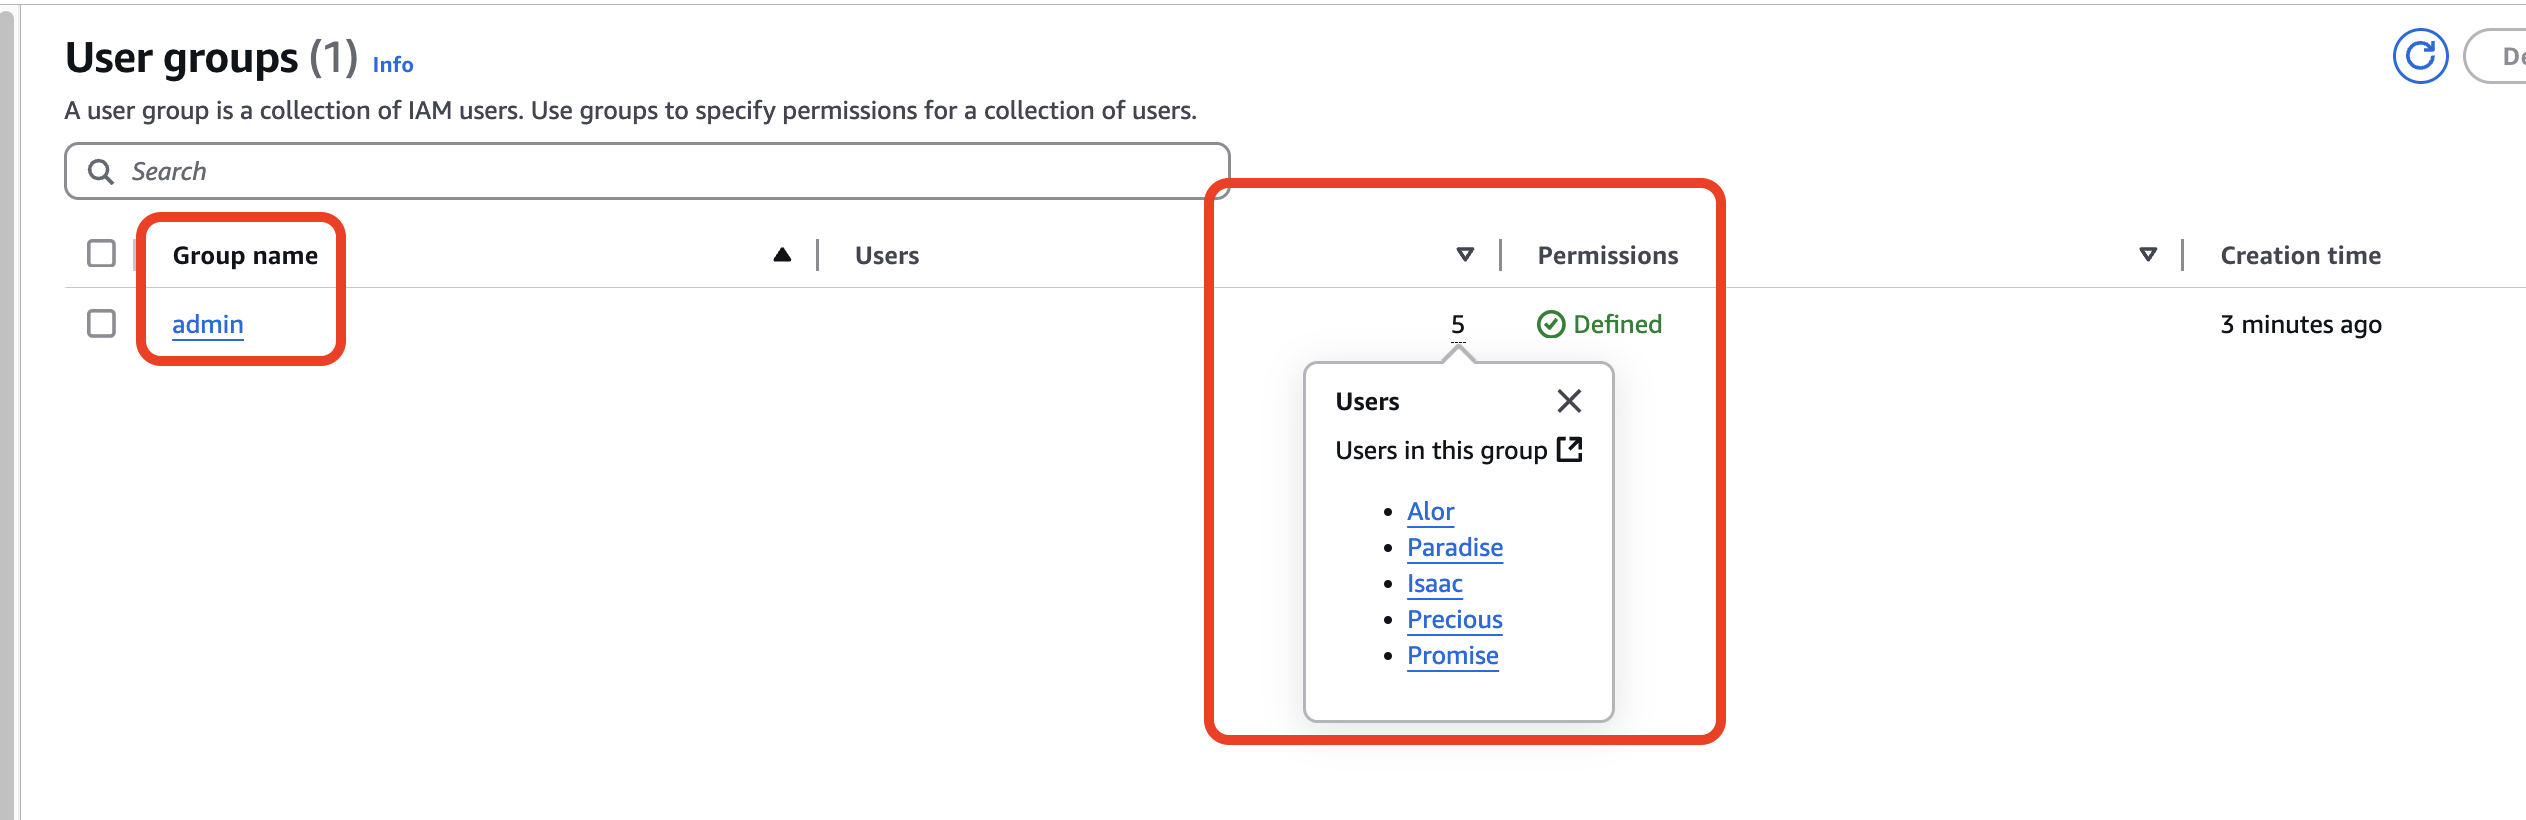 User groups (1) Info
A user group is a collection of IAM users. Use groups to specify permissions for a collection of users.
Search
Group name Users Permissions Creation time
admin 5 Defined 3 minutes ago
Users
Users in this group
• Alor
• Paradise
• Isaac
• Precious
• Promise